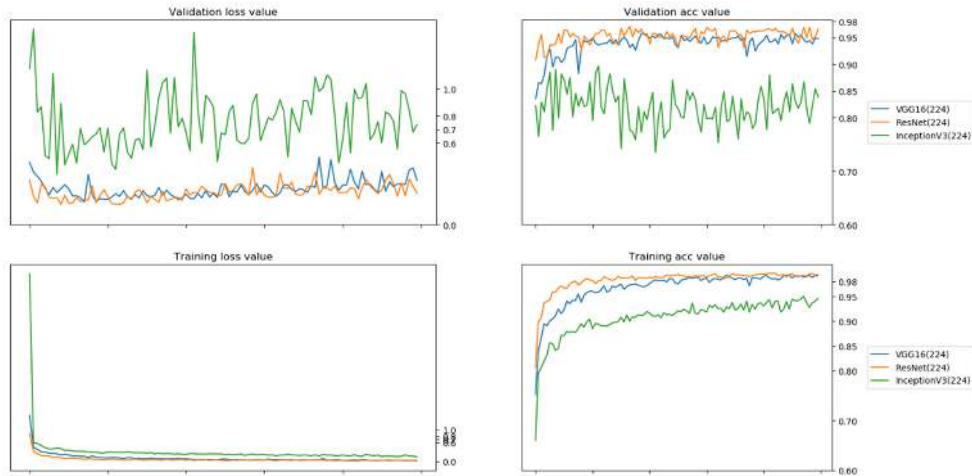 Validation loss value
1.0
0.8
0.7
0.6
0.0
Validation acc value
0.98
0.95
0.90
0.85
0.80
0.70
0.60
VGG16(224)
ResNet(224)
InceptionV3(224)
Training loss value
1.0
0.0
Training acc value
0.98
0.95
0.90
0.85
0.80
0.70
0.60
VGG16(224)
ResNet(224)
InceptionV3(224)